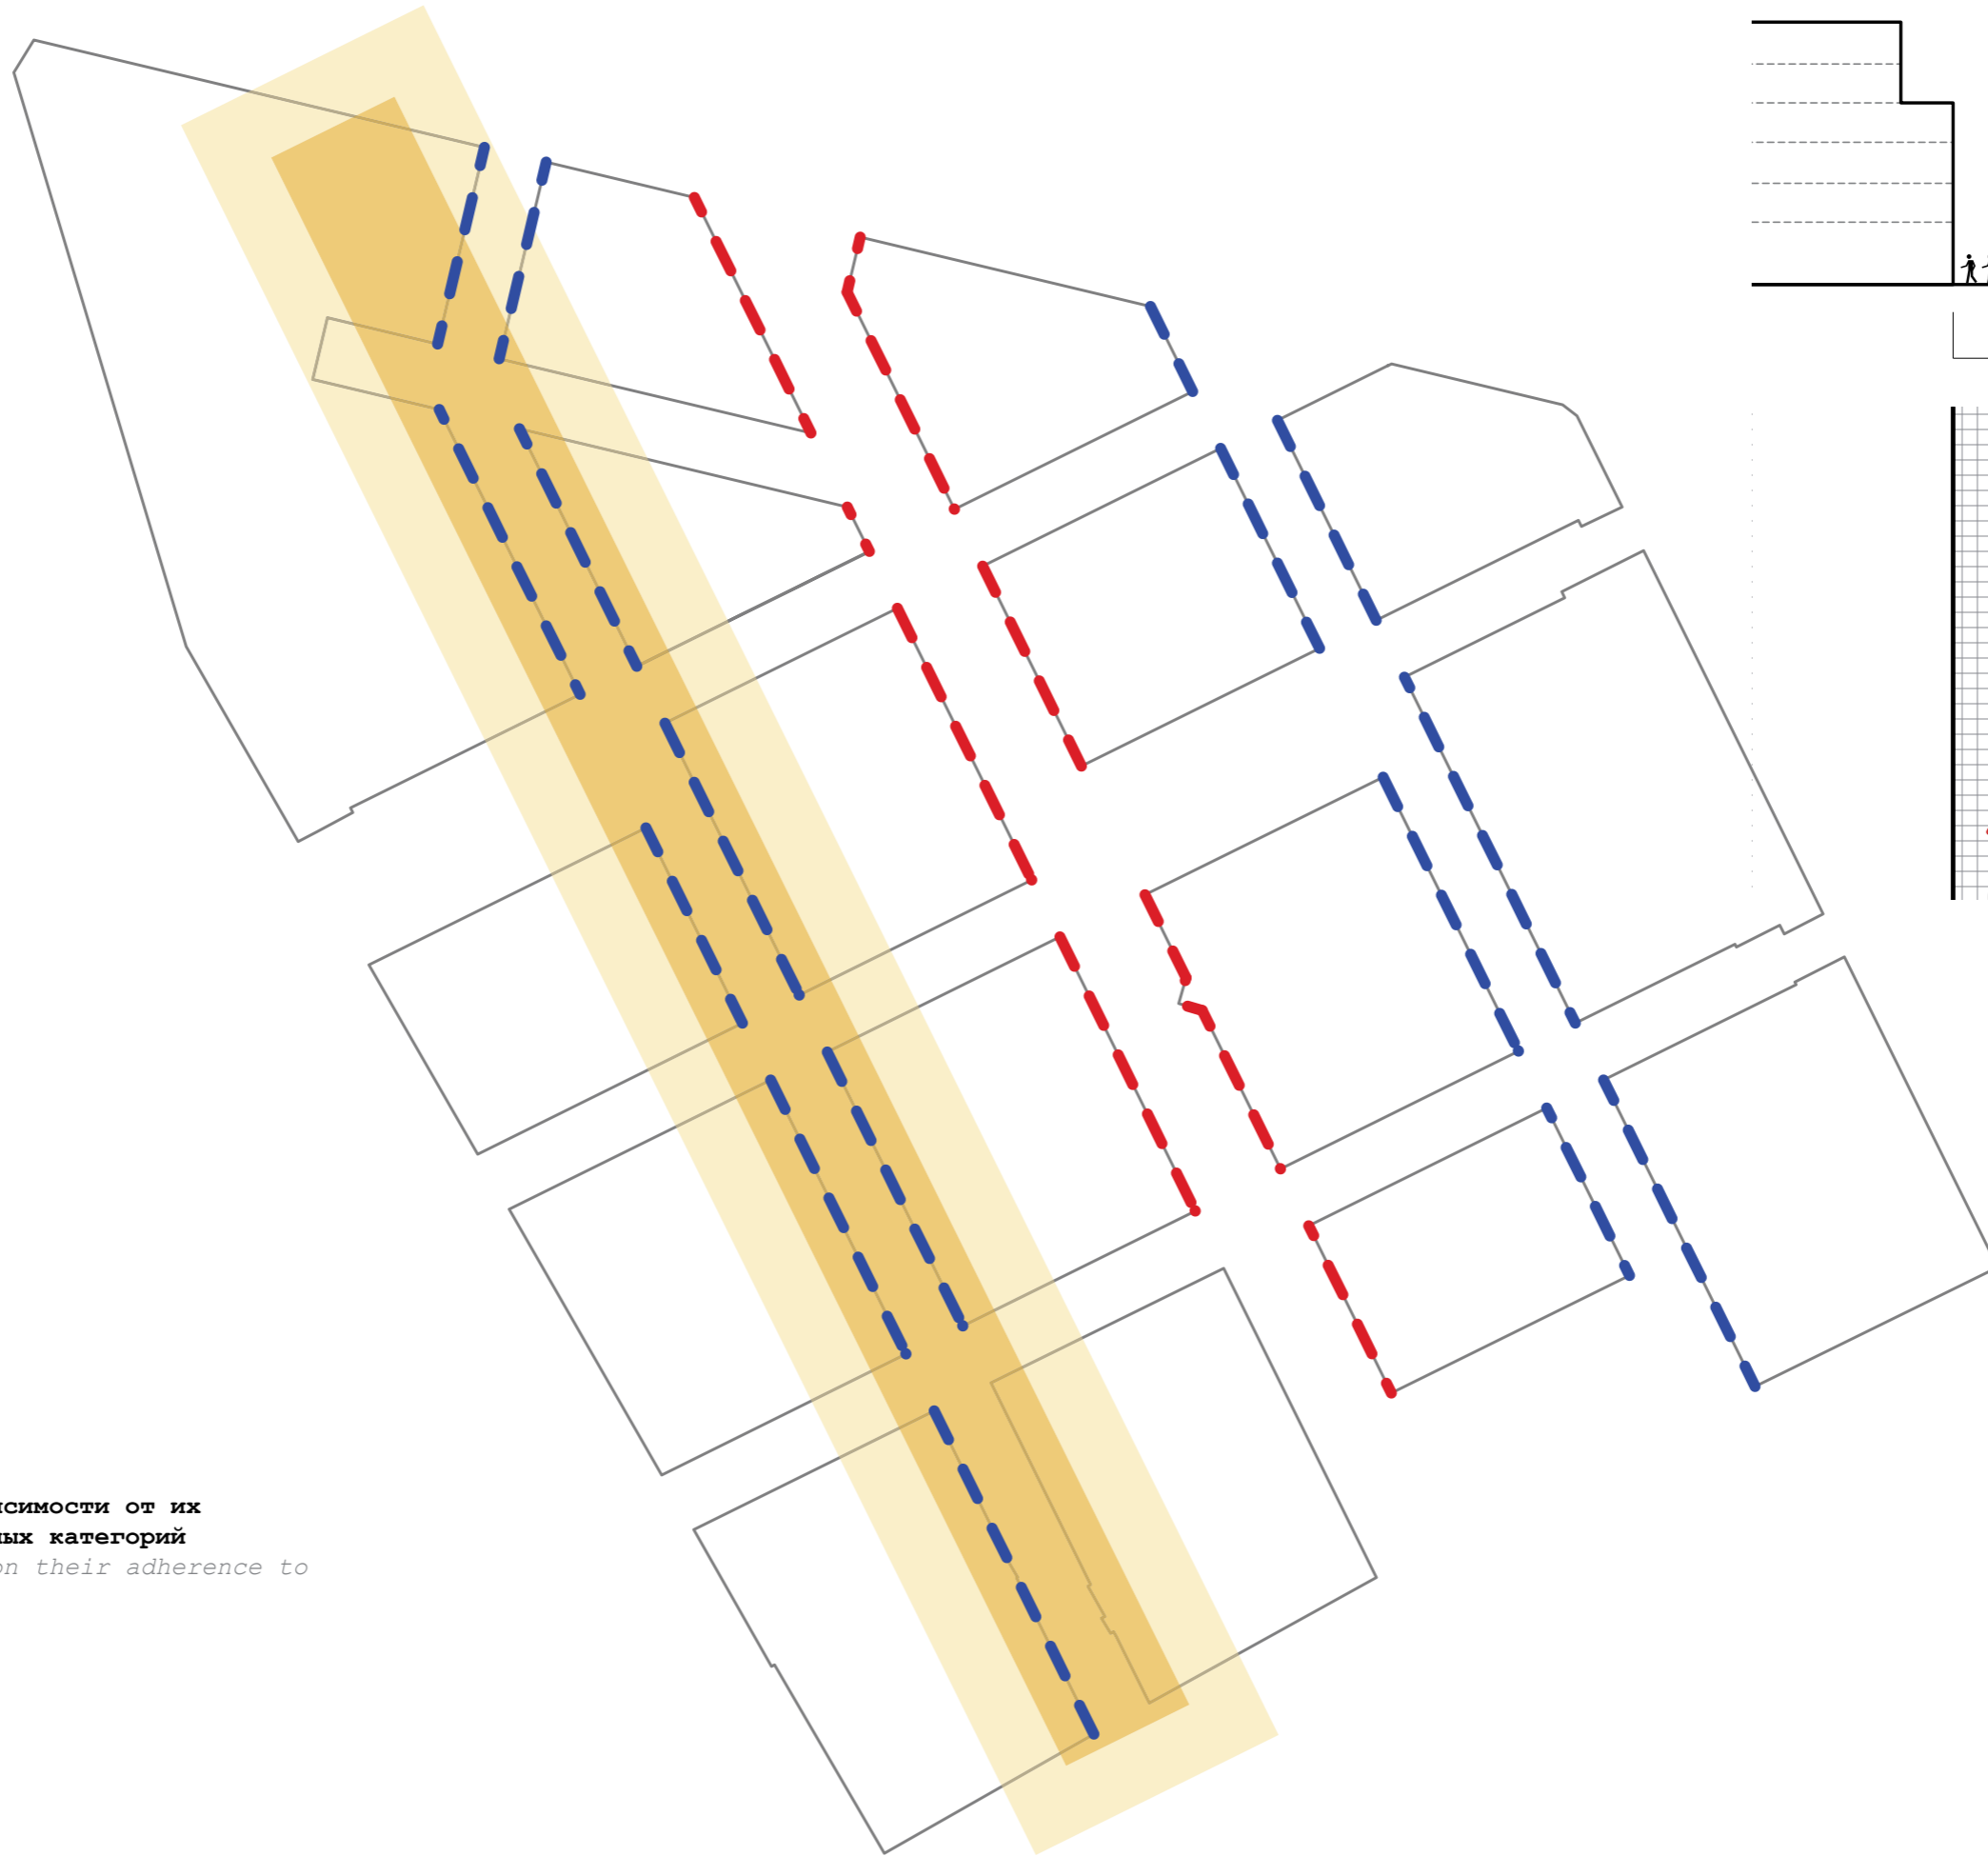 симости от их
ых категорий
on their adherence to